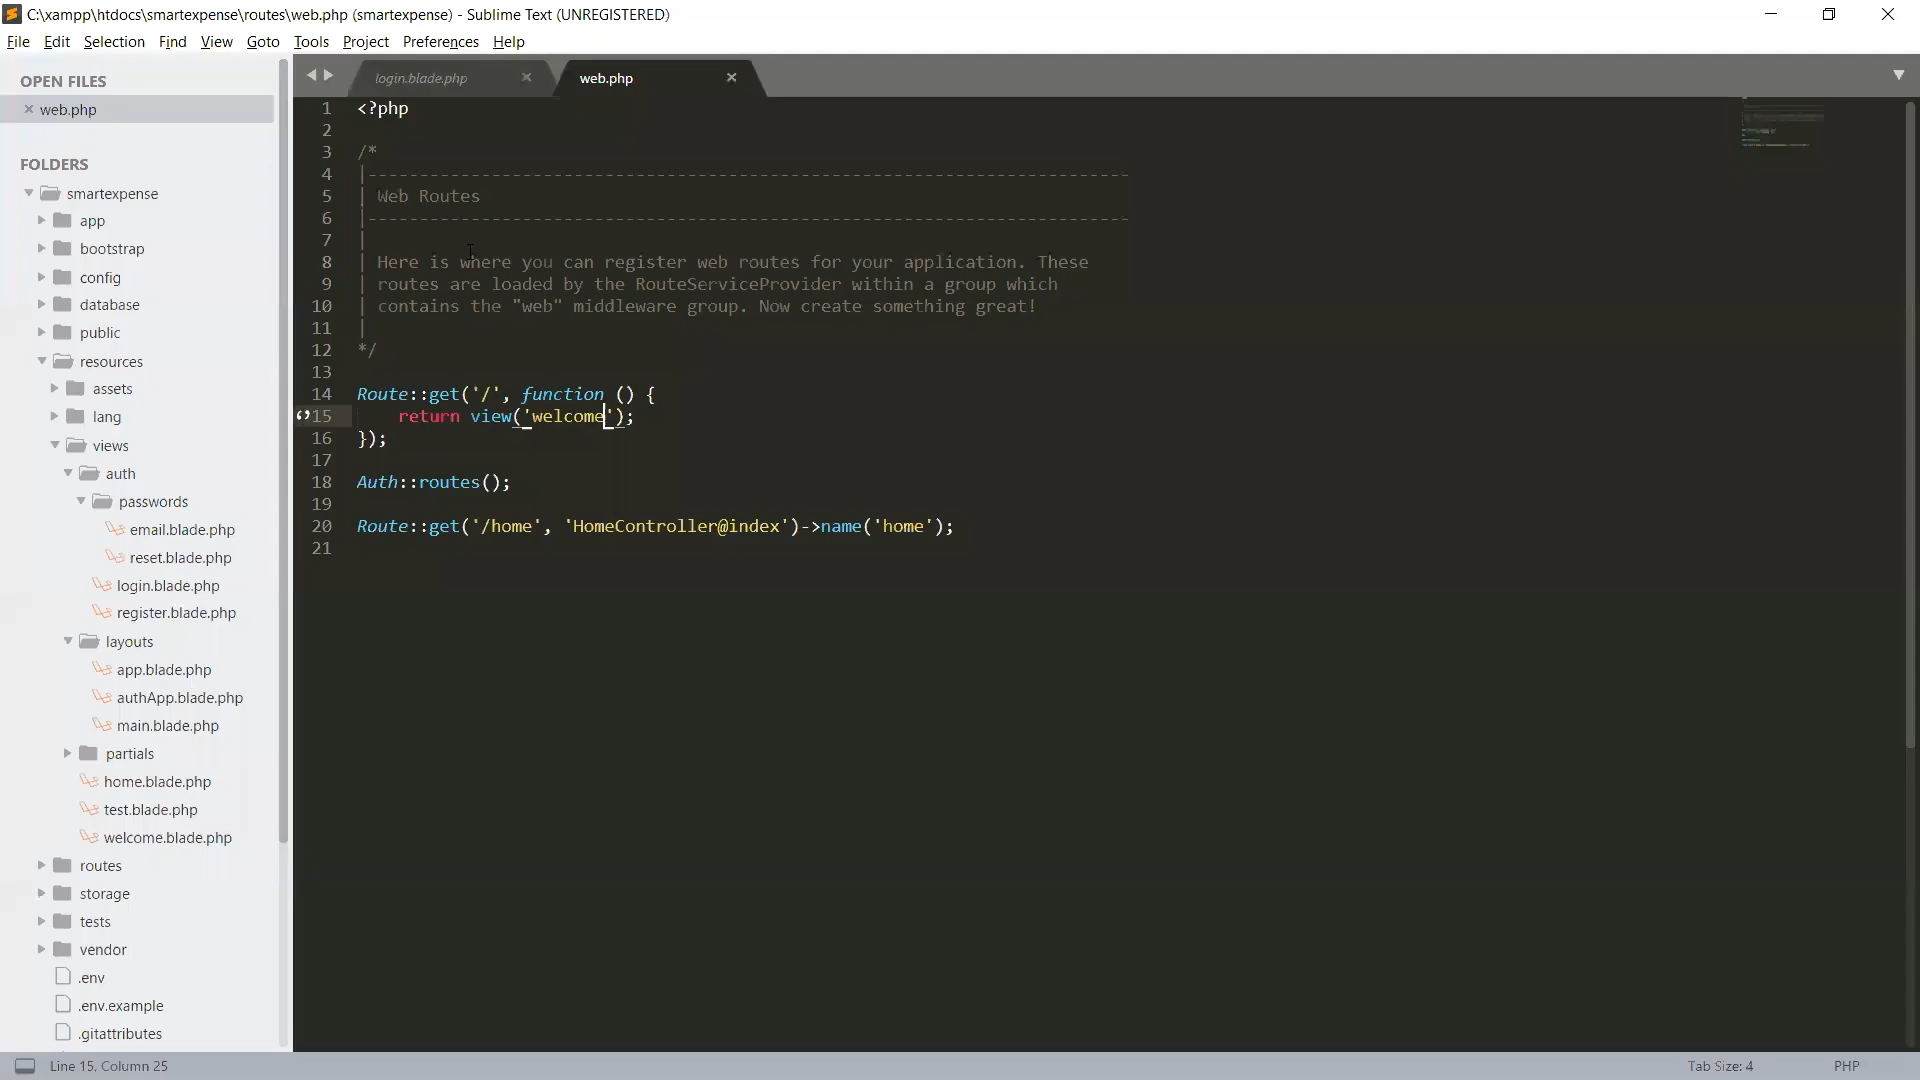 C:\xampp\htdocs\smartexpense\routes\web.php (smartexpense) - Sublime Text (UNREGISTERED)
File Edit Selection Find View Goto Tools Project Preferences Help
OPEN FILES
web.php
FOLDERS
smartexpense
app
bootstrap
config
database
public
resources
assets
lang
views
auth
passwords
email.blade.php
reset.blade.php
login.blade.php
register.blade.php
layouts
app.blade.php
authApp.blade.php
main.blade.php
partials
home.blade.php
test.blade.php
welcome.blade.php
routes
storage
tests
vendor
.env
.env.example
.gitattributes
login.blade.php web.php
1 <?php
2
3 /*
4 |--------------------------------------------------------------------------
5 | Web Routes
6 |--------------------------------------------------------------------------
7 |
8 | Here is where you can register web routes for your application. These
9 | routes are loaded by the RouteServiceProvider within a group which
10 | contains the "web" middleware group. Now create something great!
11 |
12 */
13
14 Route::get('/', function () {
15     return view('welcome');
16 });
17
18 Auth::routes();
19
20 Route::get('/home', 'HomeController@index')->name('home');
21
Line 15, Column 25 Tab Size: 4 PHP